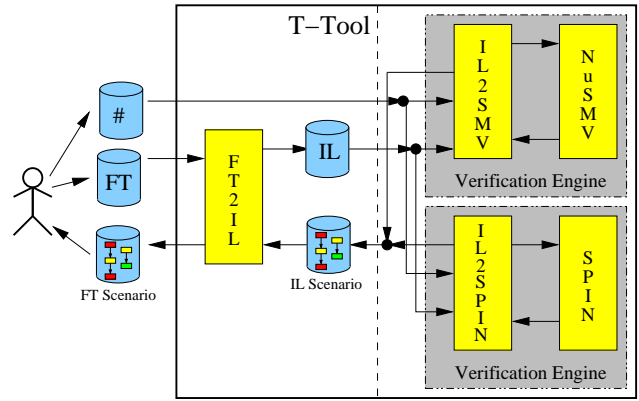 T-Tool
#
FT
FT Scenario
FT2IL
IL
IL Scenario
IL2SMV
NuSMV
Verification Engine
IL2SPIN
SPIN
Verification Engine